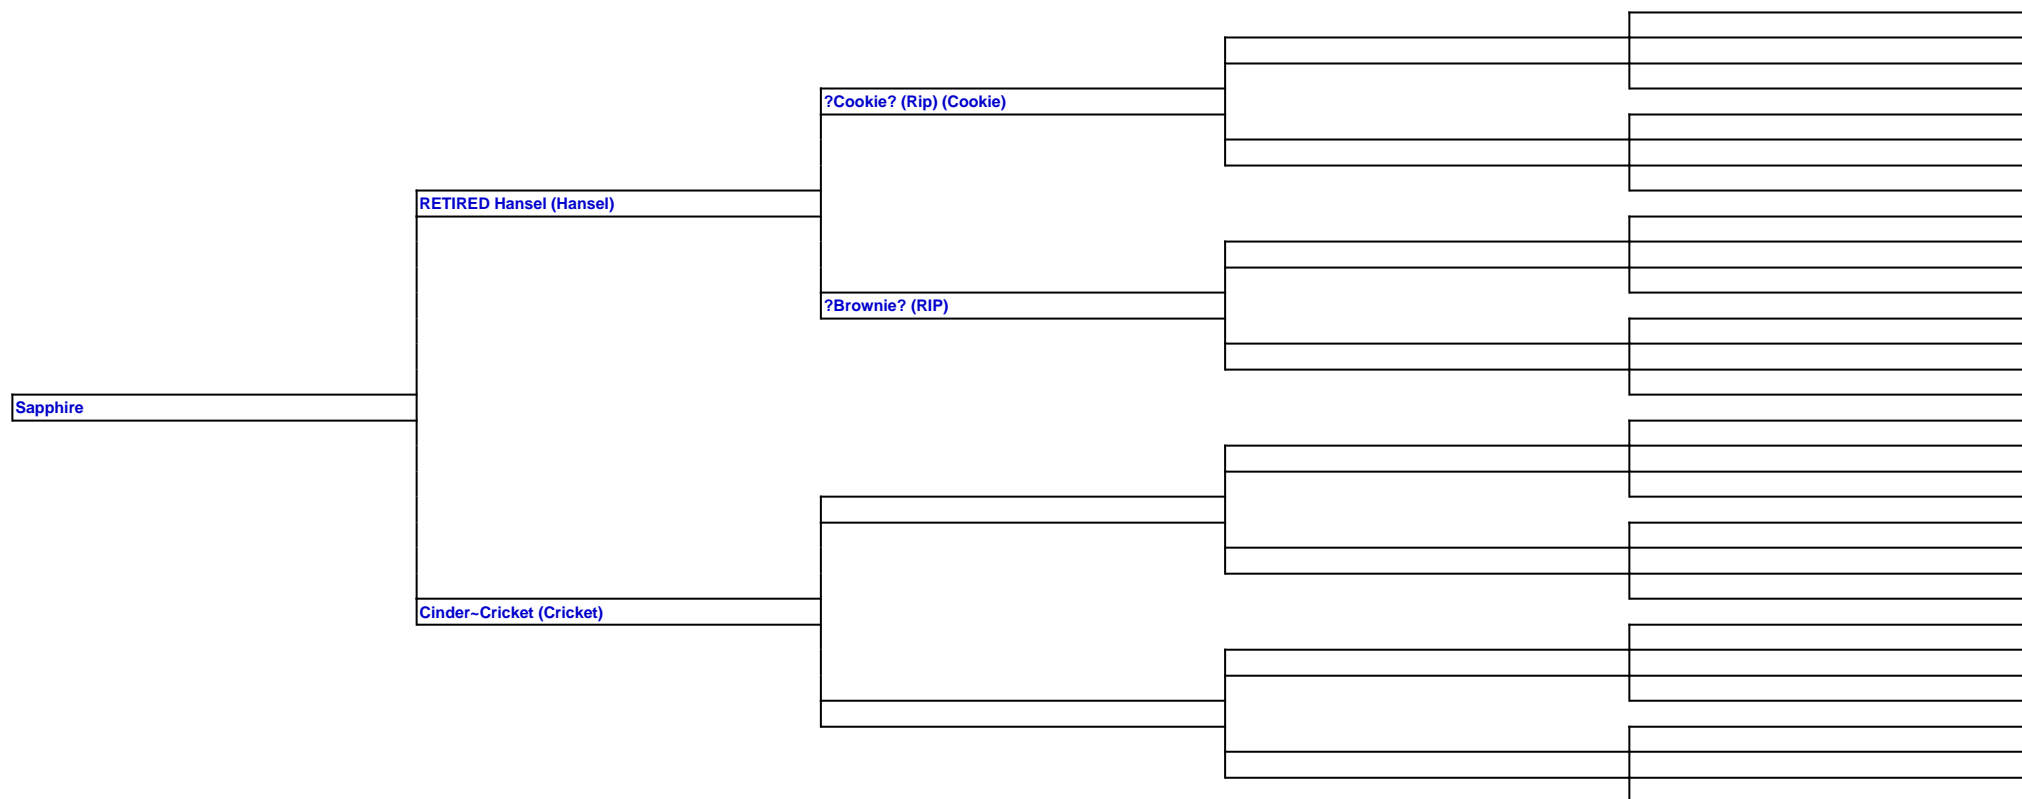 ?Cookie? (Rip) (Cookie)
RETIRED Hansel (Hansel)
?Brownie? (RIP)
Sapphire
Cinder~Cricket (Cricket)